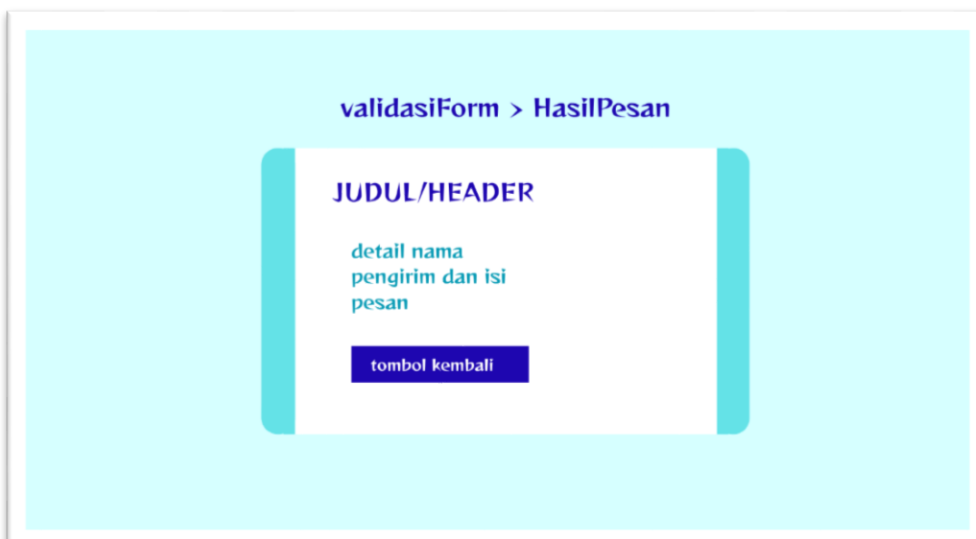 validasiForm > HasilPesan
JUDUL/HEADER
detail nama
pengirim dan isi
pesan
tombol kembali